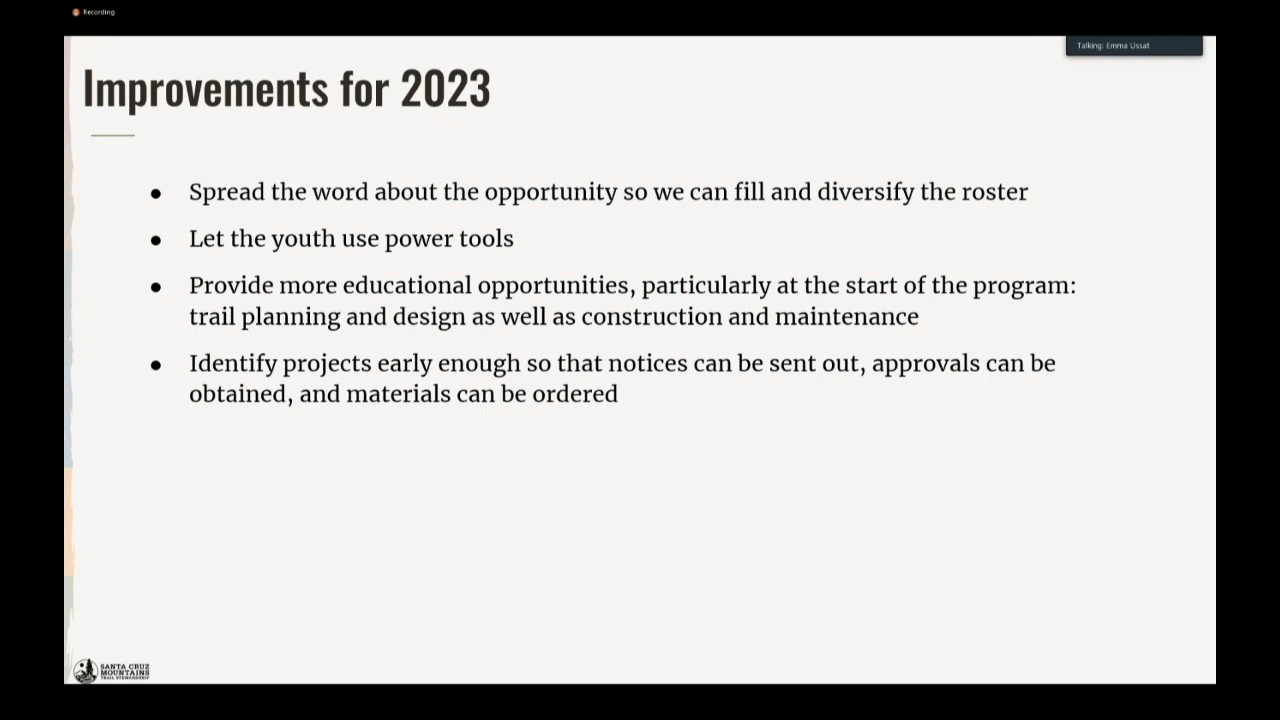 Recording
Talking: Emma Ussat
Improvements for 2023
● Spread the word about the opportunity so we can fill and diversify the roster
● Let the youth use power tools
● Provide more educational opportunities, particularly at the start of the program:
trail planning and design as well as construction and maintenance
● Identify projects early enough so that notices can be sent out, approvals can be
obtained, and materials can be ordered
SANTA CRUZ
MOUNTAINS
TRAIL STEWARDSHIP